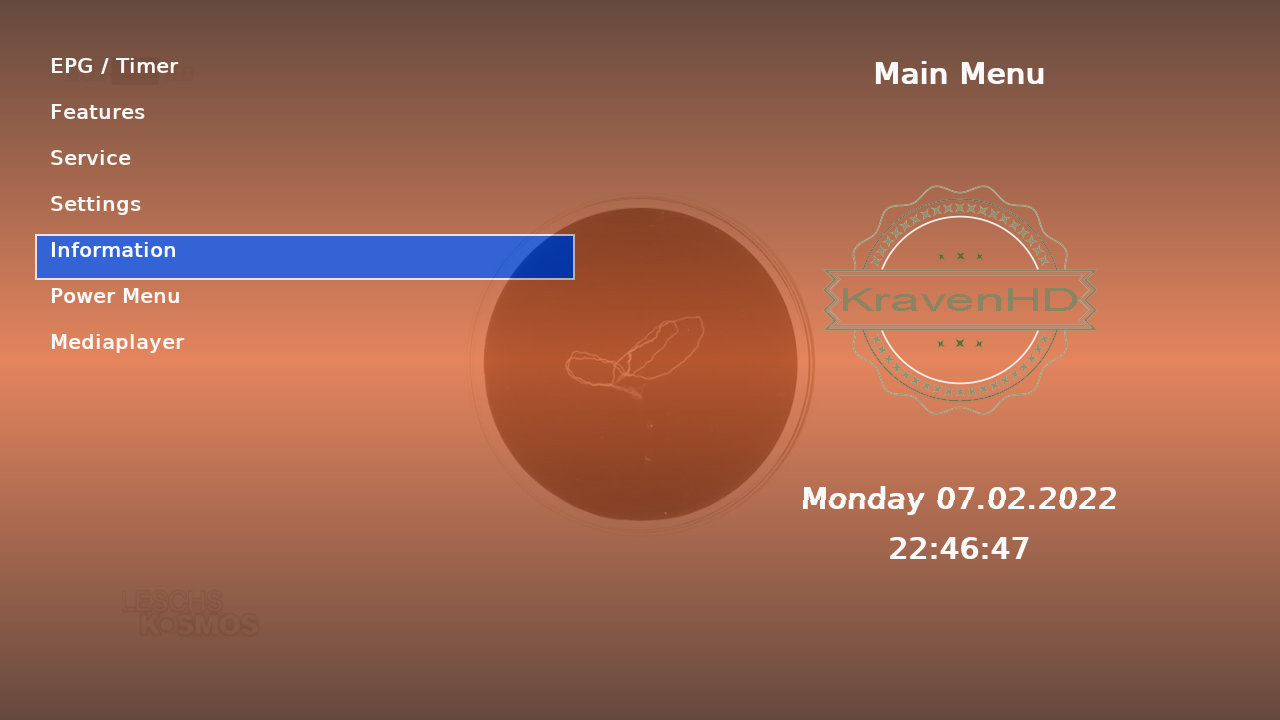 EPG / Timer
Features
Service
Settings
Information
Power Menu
Mediaplayer
Main Menu
KravenHD
Monday 07.02.2022
22:46:47
LESCHS
KOSMOS